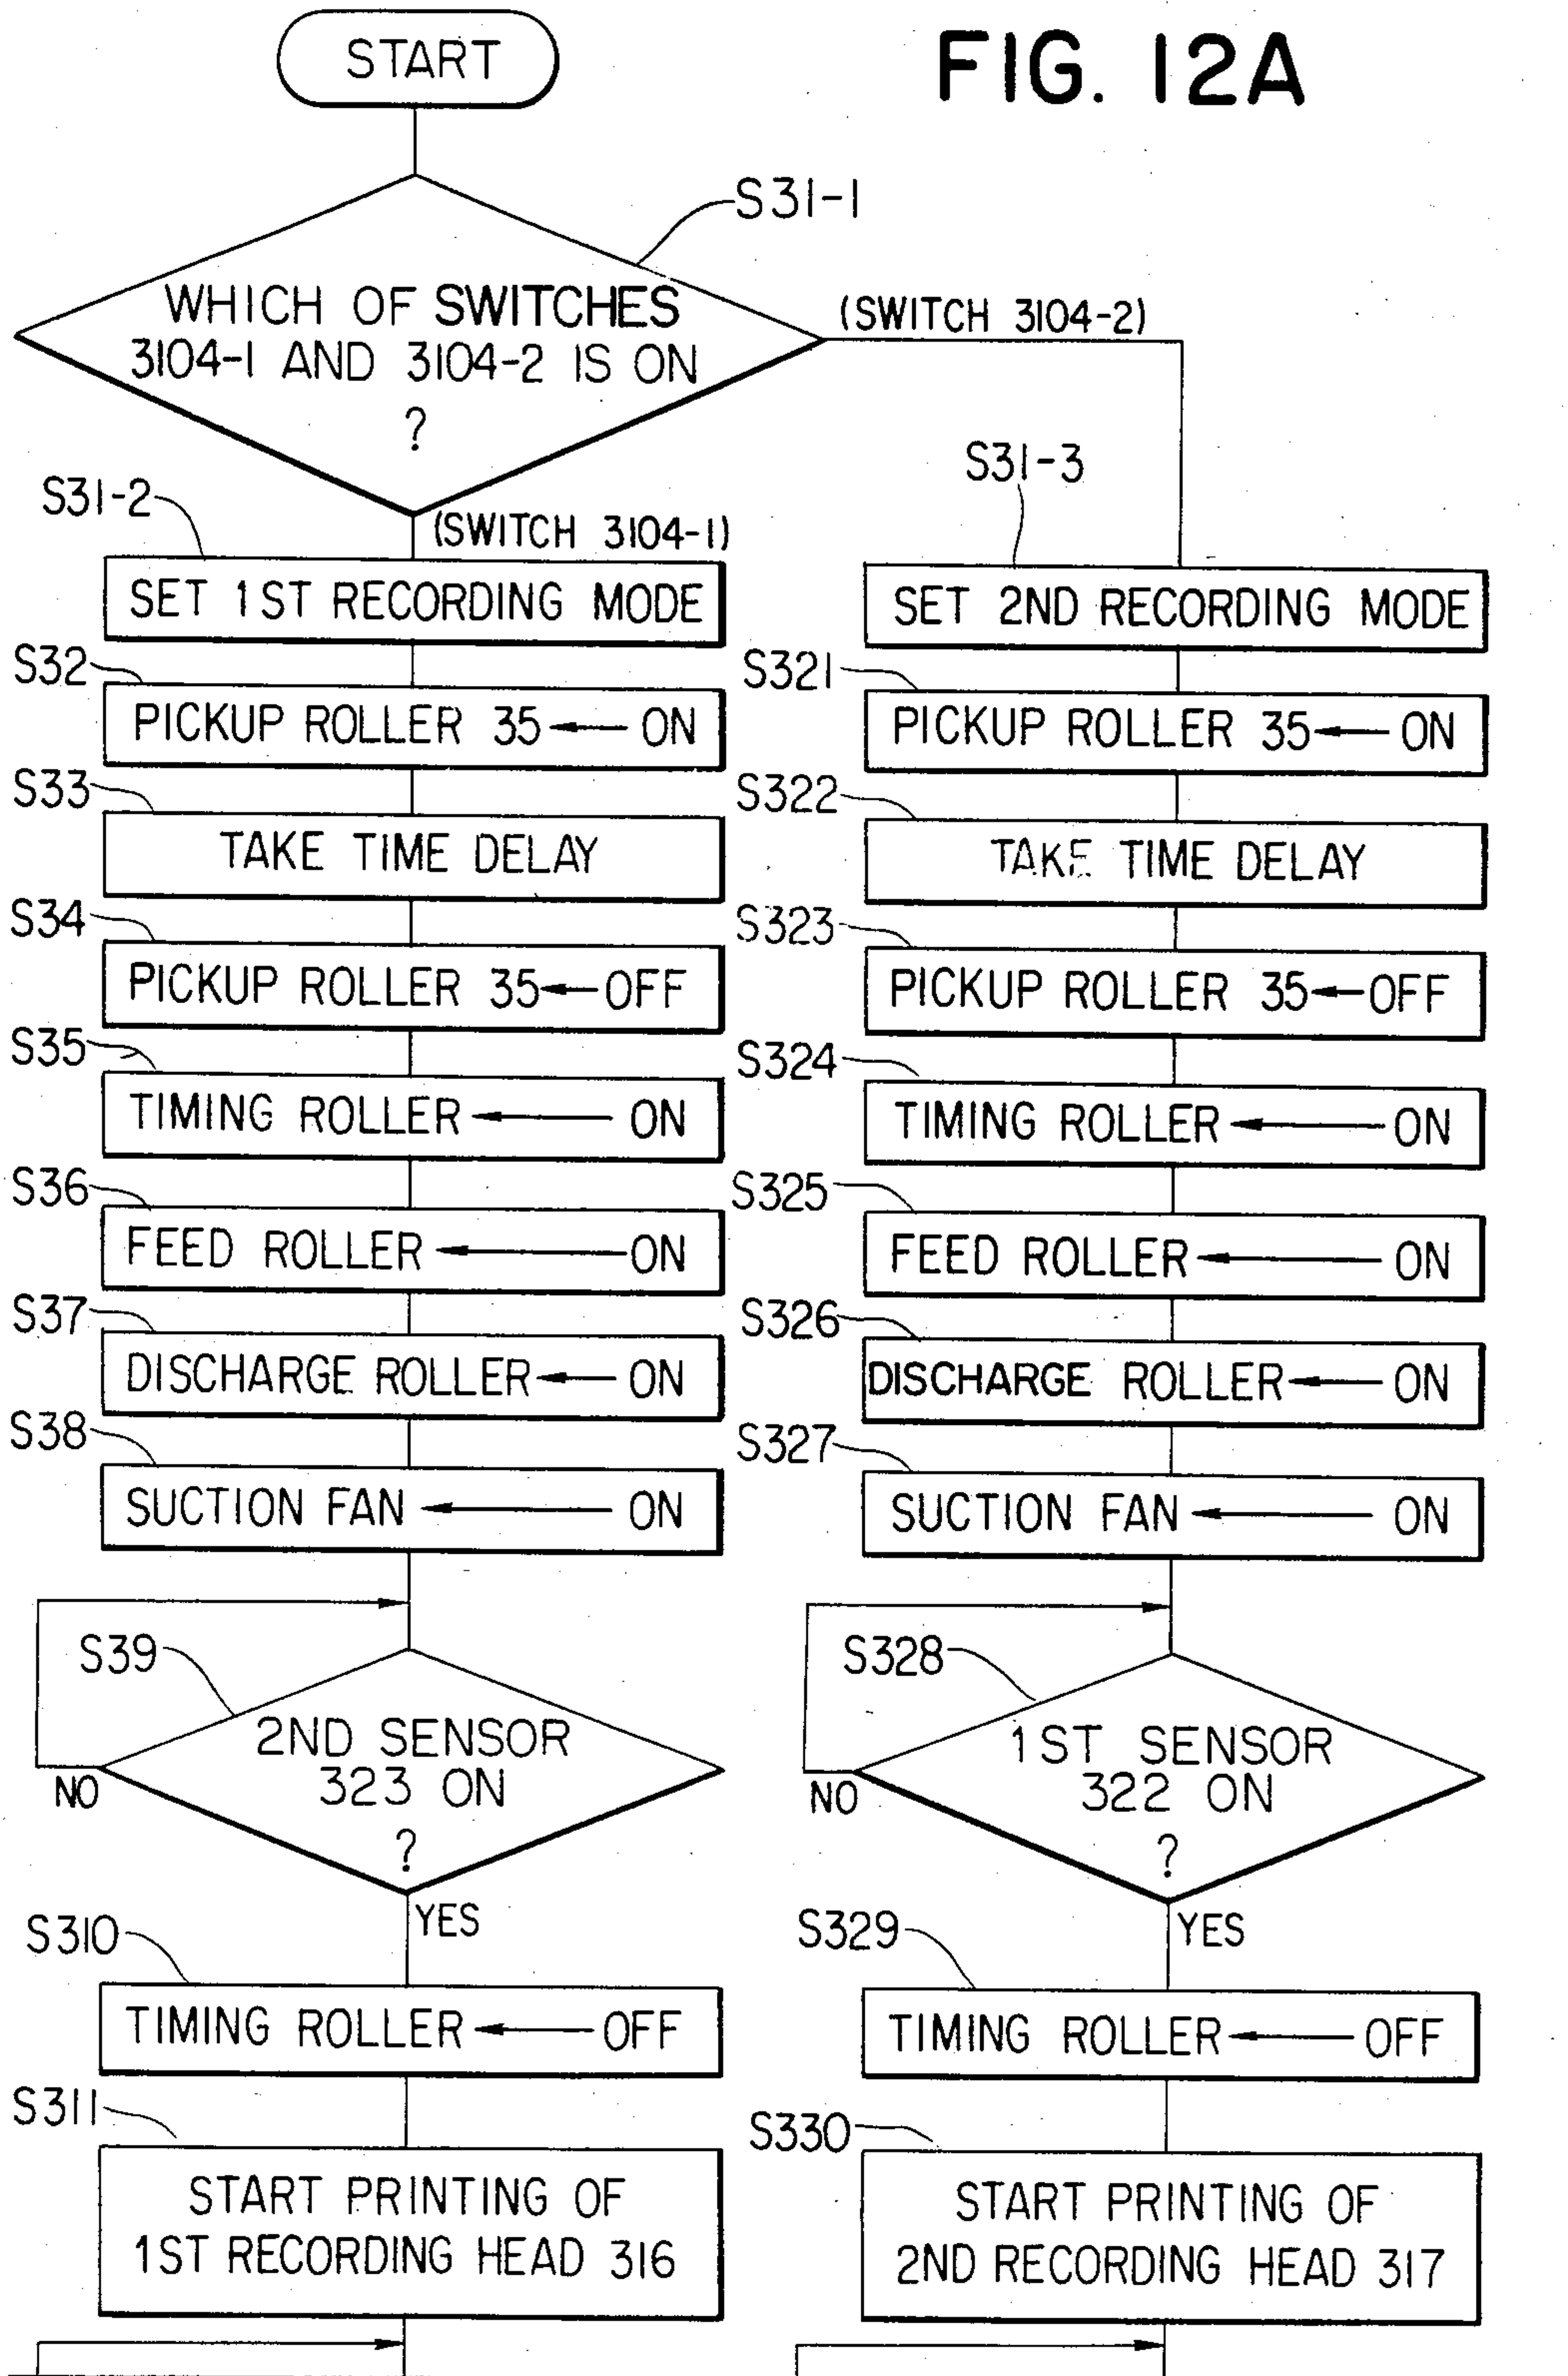 START
FIG. 12A
S31-1
WHICH OF SWITCHES
3104-1 AND 3104-2 IS ON
?
(SWITCH 3104-2)
S31-2
(SWITCH 3104-1)
SET 1ST RECORDING MODE
S32
PICKUP ROLLER 35 ← ON
S33
TAKE TIME DELAY
S34
PICKUP ROLLER 35 ← OFF
S35
TIMING ROLLER ← ON
S36
FEED ROLLER ← ON
S37
DISCHARGE ROLLER ← ON
S38
SUCTION FAN ← ON
S39
2ND SENSOR
323 ON
?
NO
YES
S310
TIMING ROLLER ← OFF
S311
START PRINTING OF
1ST RECORDING HEAD 316
S31-3
SET 2ND RECORDING MODE
S321
PICKUP ROLLER 35 ← ON
S322
TAKE TIME DELAY
S323
PICKUP ROLLER 35 ← OFF
S324
TIMING ROLLER ← ON
S325
FEED ROLLER ← ON
S326
DISCHARGE ROLLER ← ON
S327
SUCTION FAN ← ON
S328
1ST SENSOR
322 ON
?
NO
YES
S329
TIMING ROLLER ← OFF
S330
START PRINTING OF
2ND RECORDING HEAD 317